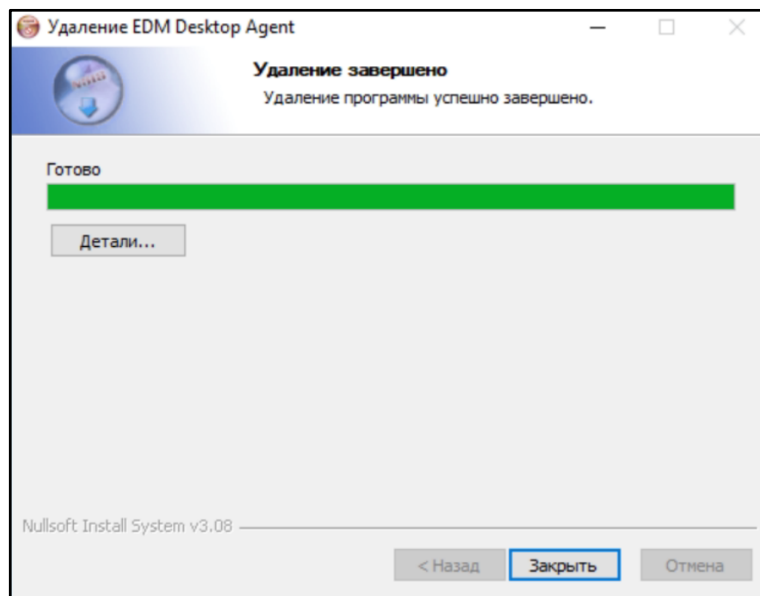 Удаление EDM Desktop Agent
Удаление завершено
Удаление программы успешно завершено.
Готово
Детали...
Nullsoft Install System v3.08
< Назад
Закрыть
Отмена